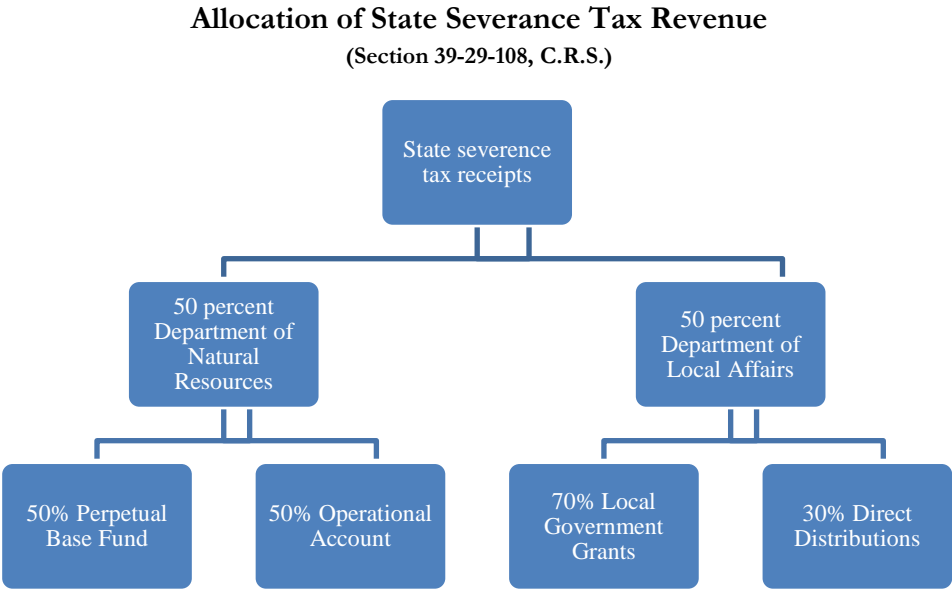 Allocation of State Severance Tax Revenue
(Section 39-29-108, C.R.S.)
State severence
tax receipts
50 percent
Department of
Natural
Resources
50 percent
Department of
Local Affairs
50% Perpetual
Base Fund
50% Operational
Account
70% Local
Government
Grants
30% Direct
Distributions